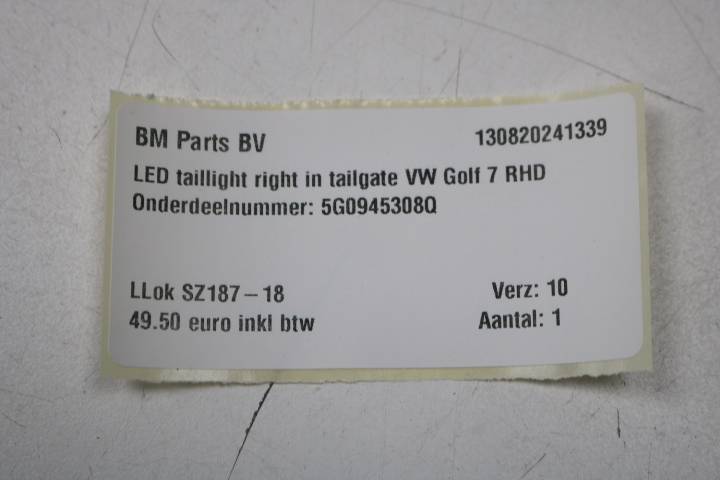 BM Parts BV 130820241339
LED taillight right in tailgate VW Golf 7 RHD
Onderdeelnummer: 5G0945308Q
LLok SZ187-18 Verz: 10
49.50 euro inkl btw Aantal: 1